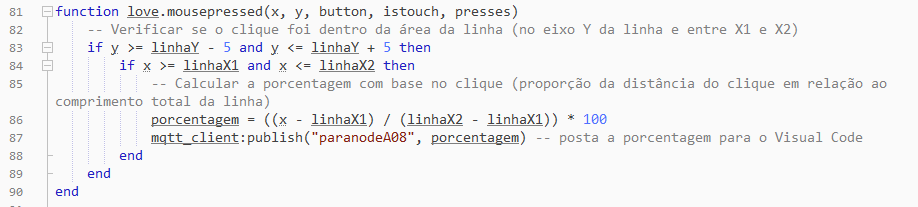 81 function love.mousepressed(x, y, button, istouch, presses)
82 -- Verificar se o clique foi dentro da área da linha (no eixo Y da linha e entre X1 e X2)
83 if y >= linhaY - 5 and y <= linhaY + 5 then
84 if x >= linhaX1 and x <= linhaX2 then
85 -- Calcular a porcentagem com base no clique (proporção da distância do clique em relação ao
comprimento total da linha)
86 porcentagem = ((x - linhaX1) / (linhaX2 - linhaX1)) * 100
87 mqtt_client:publish("paranodeA08", porcentagem) -- posta a porcentagem para o Visual Code
88 end
89 end
90 end